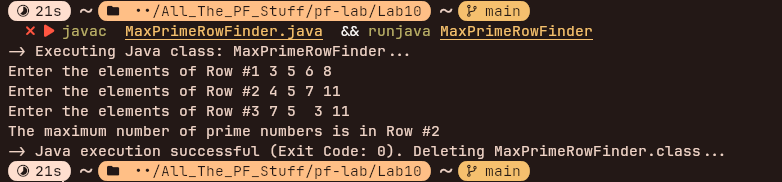 21s ~ ··/All_The_PF_Stuff/pf-lab/Lab10 ~ main
× javac MaxPrimeRowFinder.java && runjava MaxPrimeRowFinder
—> Executing Java class: MaxPrimeRowFinder...
Enter the elements of Row #1 3 5 6 8
Enter the elements of Row #2 4 5 7 11
Enter the elements of Row #3 7 5  3 11
The maximum number of prime numbers is in Row #2
—> Java execution successful (Exit Code: 0). Deleting MaxPrimeRowFinder.class...
21s ~ ··/All_The_PF_Stuff/pf-lab/Lab10 ~ main